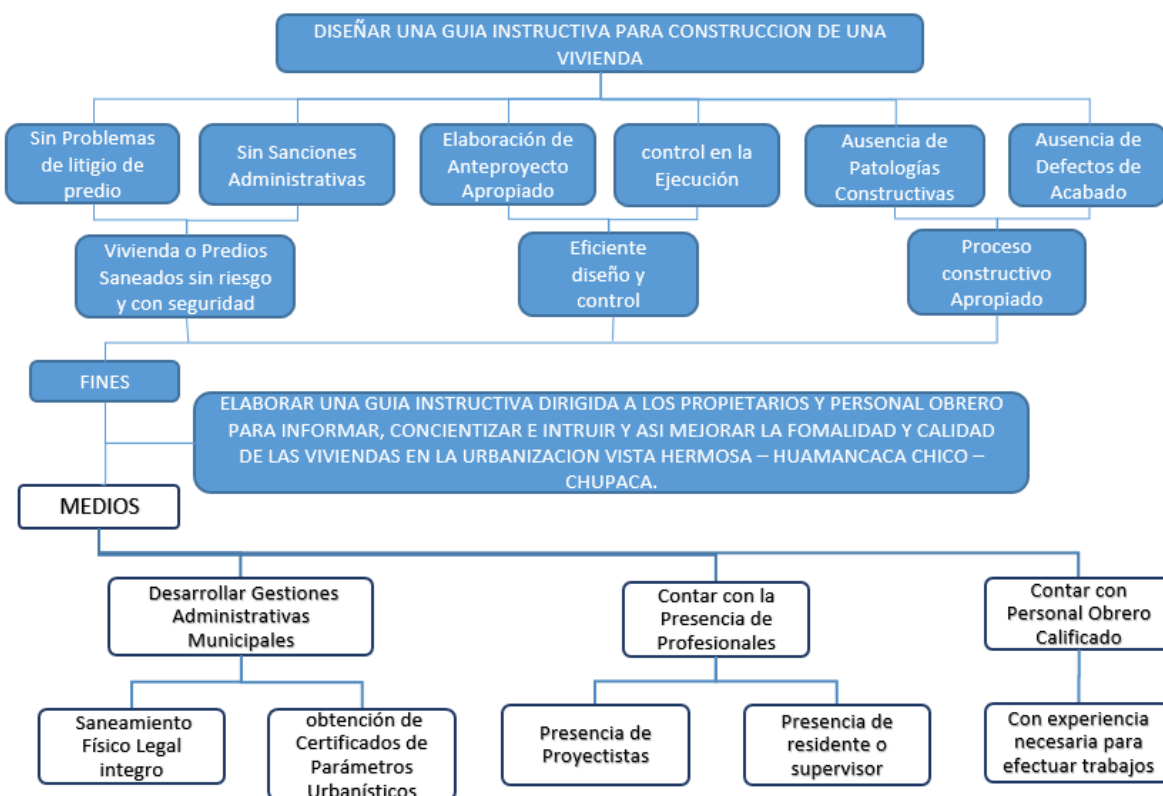 DISEÑAR UNA GUIA INSTRUCTIVA PARA CONSTRUCCION DE UNA
VIVIENDA
Sin Problemas
de litigio de
predio
Sin Sanciones
Administrativas
Elaboración de
Anteproyecto
Apropiado
control en la
Ejecución
Ausencia de
Patologías
Constructivas
Ausencia de
Defectos de
Acabado
Vivienda o Predios
Saneados sin riesgo
y con seguridad
Eficiente
diseño y
control
Proceso
constructivo
Apropiado
FINES
ELABORAR UNA GUIA INSTRUCTIVA DIRIGIDA A LOS PROPIETARIOS Y PERSONAL OBRERO
PARA INFORMAR, CONCIENTIZAR E INTRUIR Y ASI MEJORAR LA FOMALIDAD Y CALIDAD
DE LAS VIVIENDAS EN LA URBANIZACION VISTA HERMOSA – HUAMANCACA CHICO –
CHUPACA.
MEDIOS
Desarrollar Gestiones
Administrativas
Municipales
Contar con la
Presencia de
Profesionales
Contar con
Personal Obrero
Calificado
Saneamiento
Físico Legal
integro
obtención de
Certificados de
Parámetros
Urbanísticos
Presencia de
Proyectistas
Presencia de
residente o
supervisor
Con experiencia
necesaria para
efectuar trabajos